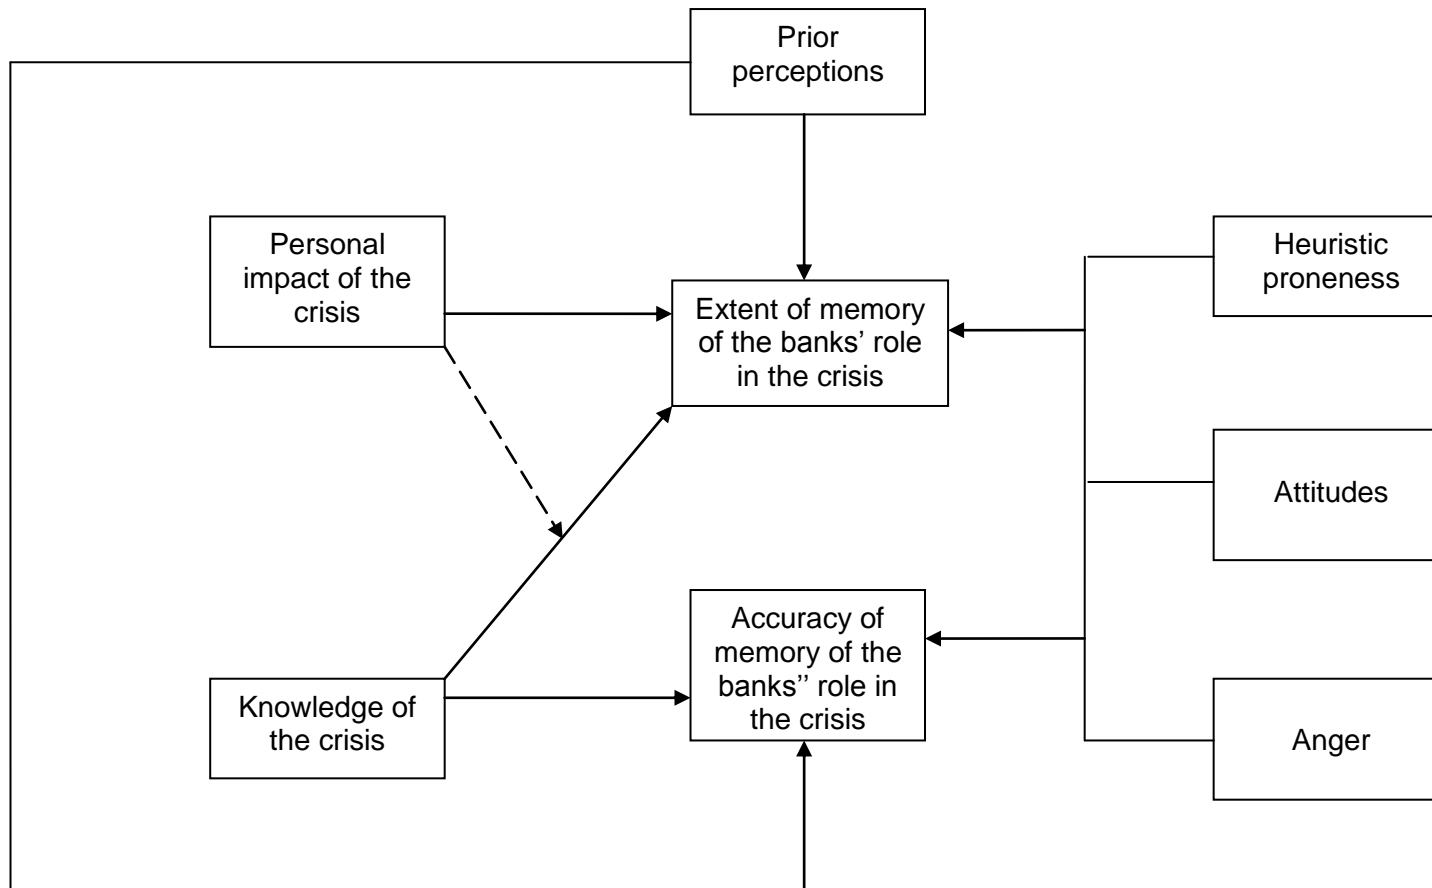 Prior
perceptions
Personal
impact of the
crisis
Heuristic
proneness
Extent of memory
of the banks’ role
in the crisis
Attitudes
Accuracy of
memory of the
banks’’ role in
the crisis
Knowledge of
the crisis
Anger